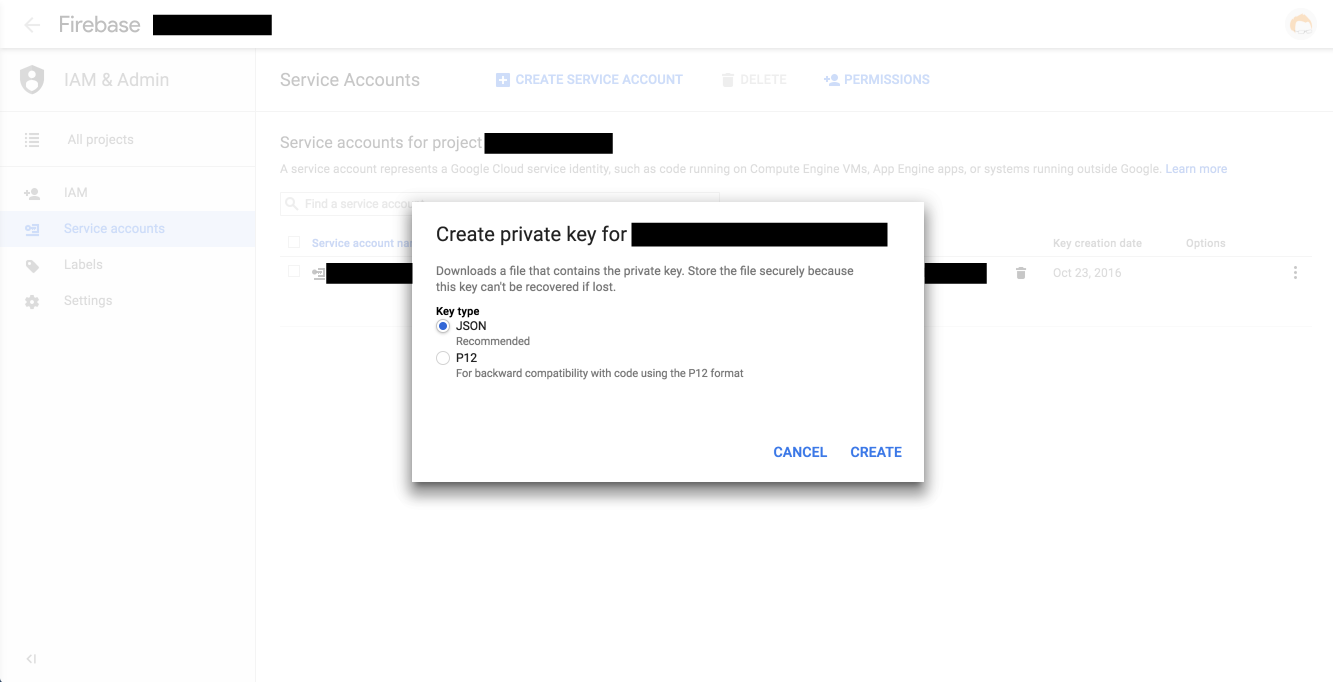 Firebase
IAM & Admin
Service Accounts
CREATE SERVICE ACCOUNT
DELETE
PERMISSIONS
All projects
IAM
Service accounts
Labels
Settings
Service accounts for project
A service account represents a Google Cloud service identity, such as code running on Compute Engine VMs, App Engine apps, or systems running outside Google. Learn more
Find a service
Service account
Key creation date
Options
Oct 23, 2016
Create private key for
Downloads a file that contains the private key. Store the file securely because
this key can't be recovered if lost.
Key type
JSON
Recommended
P12
For backward compatibility with code using the P12 format
CANCEL
CREATE